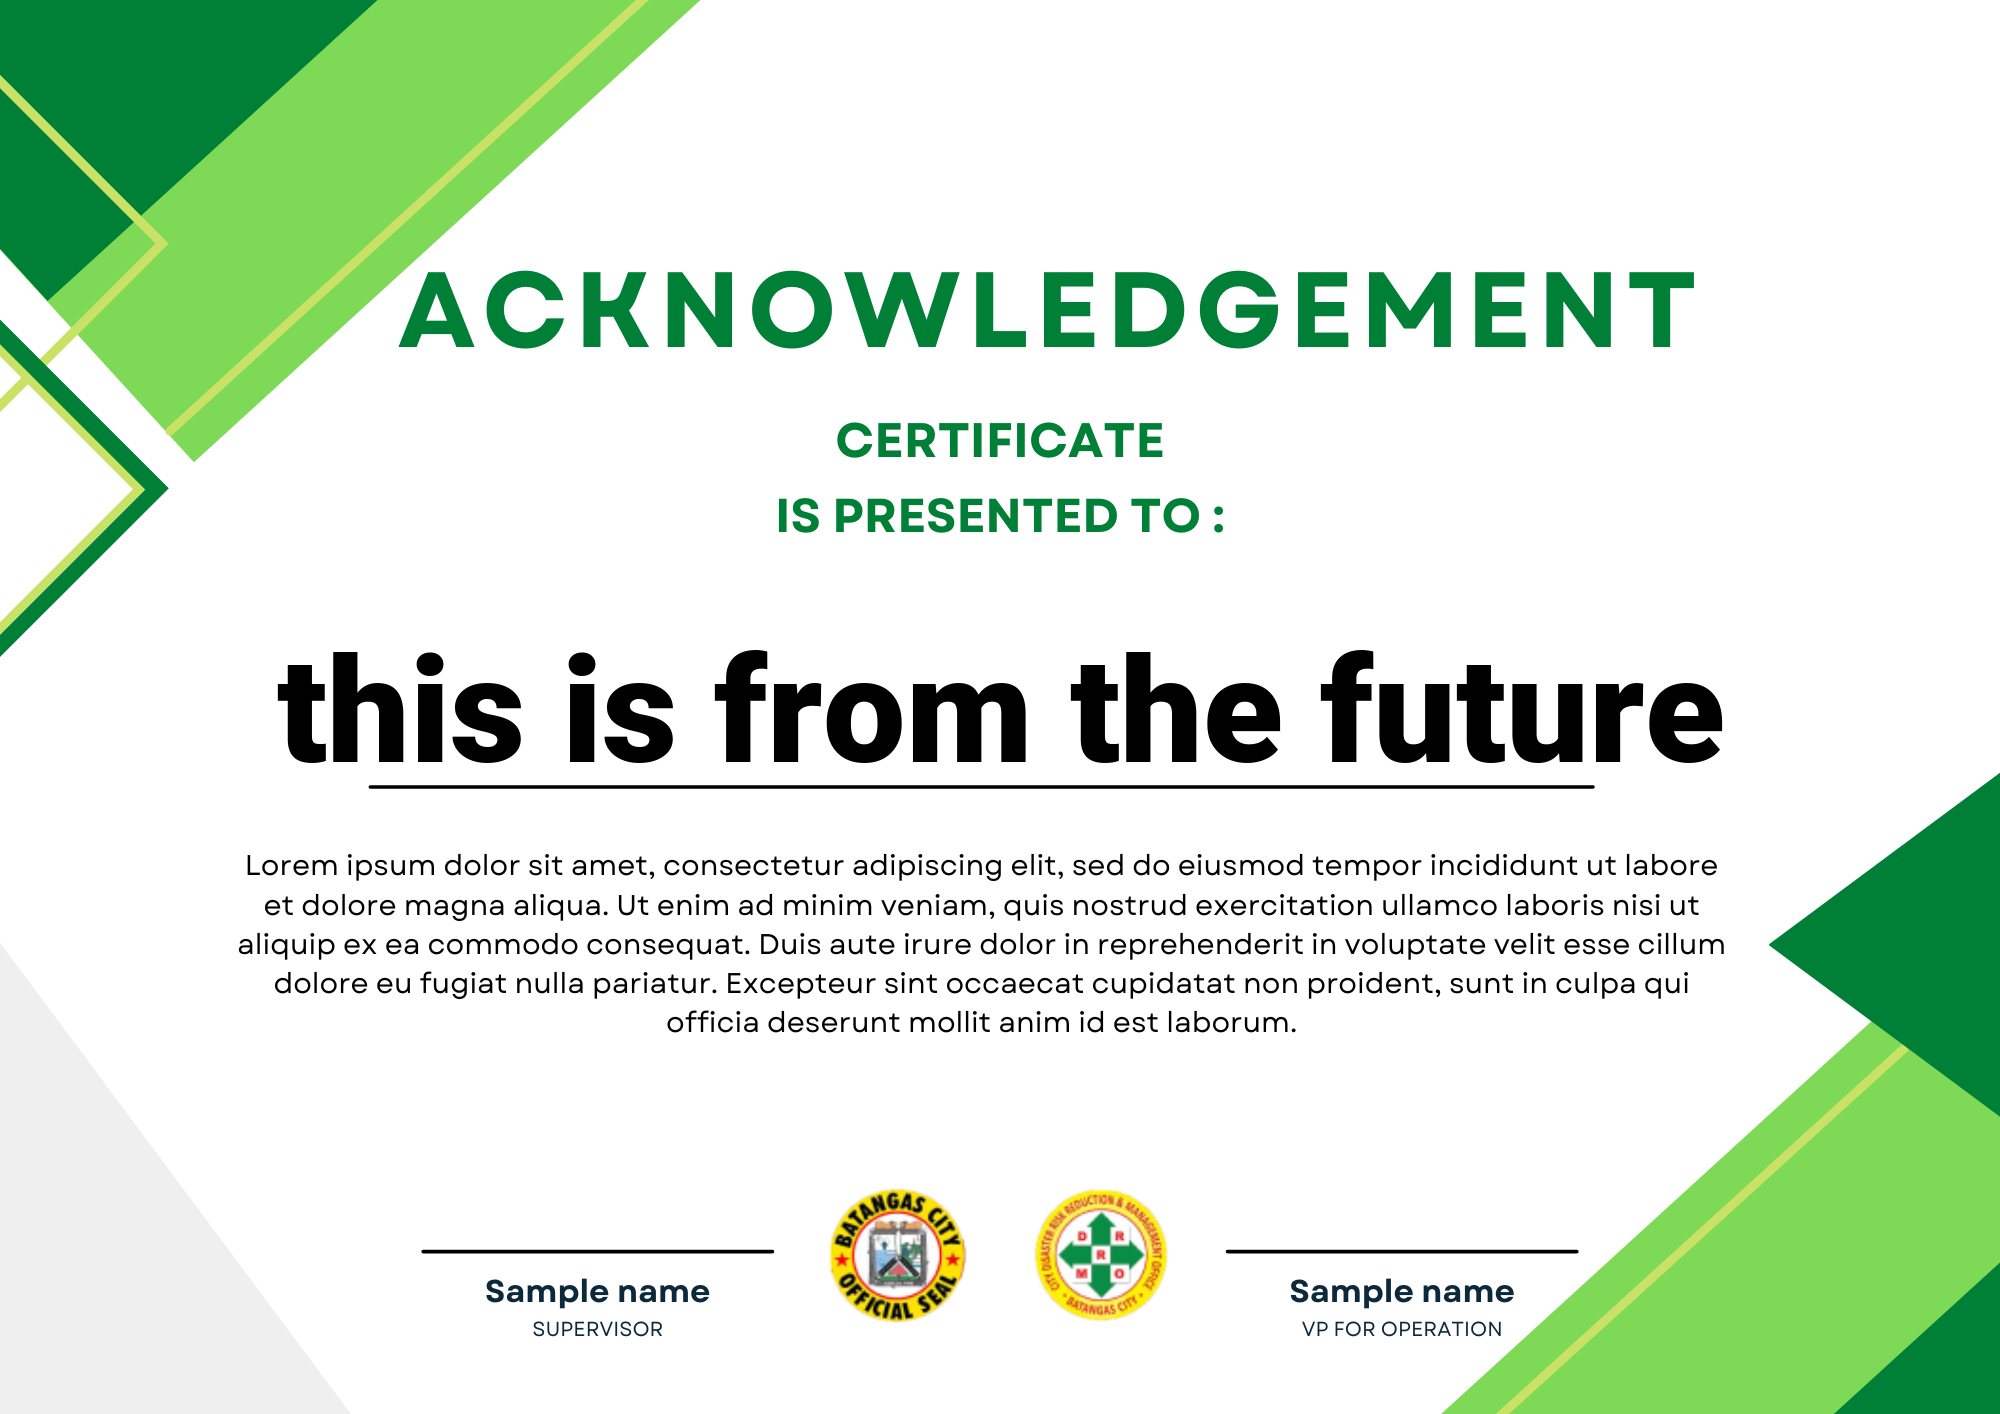 ACKNOWLEDGEMENT
CERTIFICATE
IS PRESENTED TO :
this is from the future
Lorem ipsum dolor sit amet, consectetur adipiscing elit, sed do eiusmod tempor incididunt ut labore
et dolore magna aliqua. Ut enim ad minim veniam, quis nostrud exercitation ullamco laboris nisi ut
aliquip ex ea commodo consequat. Duis aute irure dolor in reprehenderit in voluptate velit esse cillum
dolore eu fugiat nulla pariatur. Excepteur sint occaecat cupidatat non proident, sunt in culpa qui
officia deserunt mollit anim id est laborum.
BATANGAS CITY
OFFICIAL SEAL
CITY DISASTER RISK REDUCTION & MANAGEMENT OFFICE
D R
R
M O
BATANGAS CITY
Sample name
SUPERVISOR
Sample name
VP FOR OPERATION